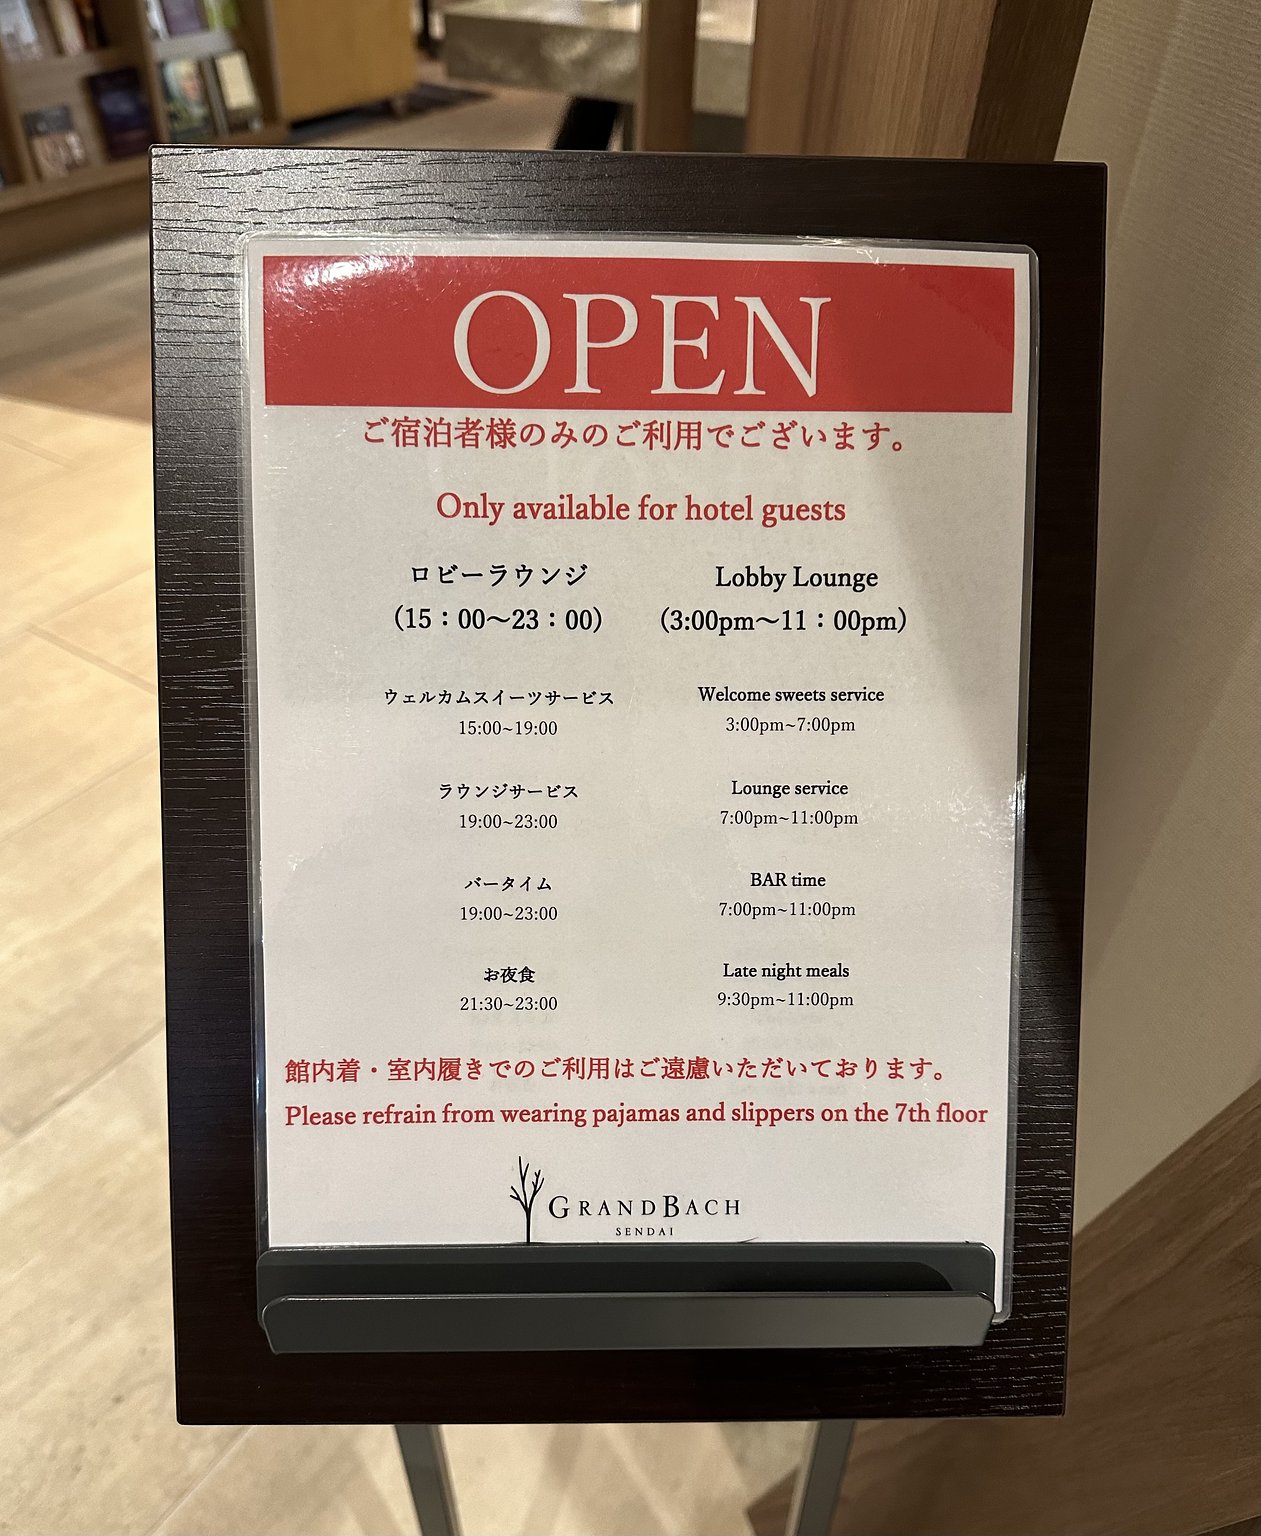 OPEN
ご宿泊者様のみのご利用でございます。
Only available for hotel guests
ロビーラウンジ Lobby Lounge
(15：00～23：00) (3:00pm～11：00pm)
ウェルカムスイーツサービス Welcome sweets service
15:00~19:00 3:00pm~7:00pm
ラウンジサービス Lounge service
19:00~23:00 7:00pm~11:00pm
バータイム BAR time
19:00~23:00 7:00pm~11:00pm
お夜食 Late night meals
21:30~23:00 9:30pm~11:00pm
館内着・室内履きでのご利用はご遠慮いただいております。
Please refrain from wearing pajamas and slippers on the 7th floor
GRANDBACH
SENDAI